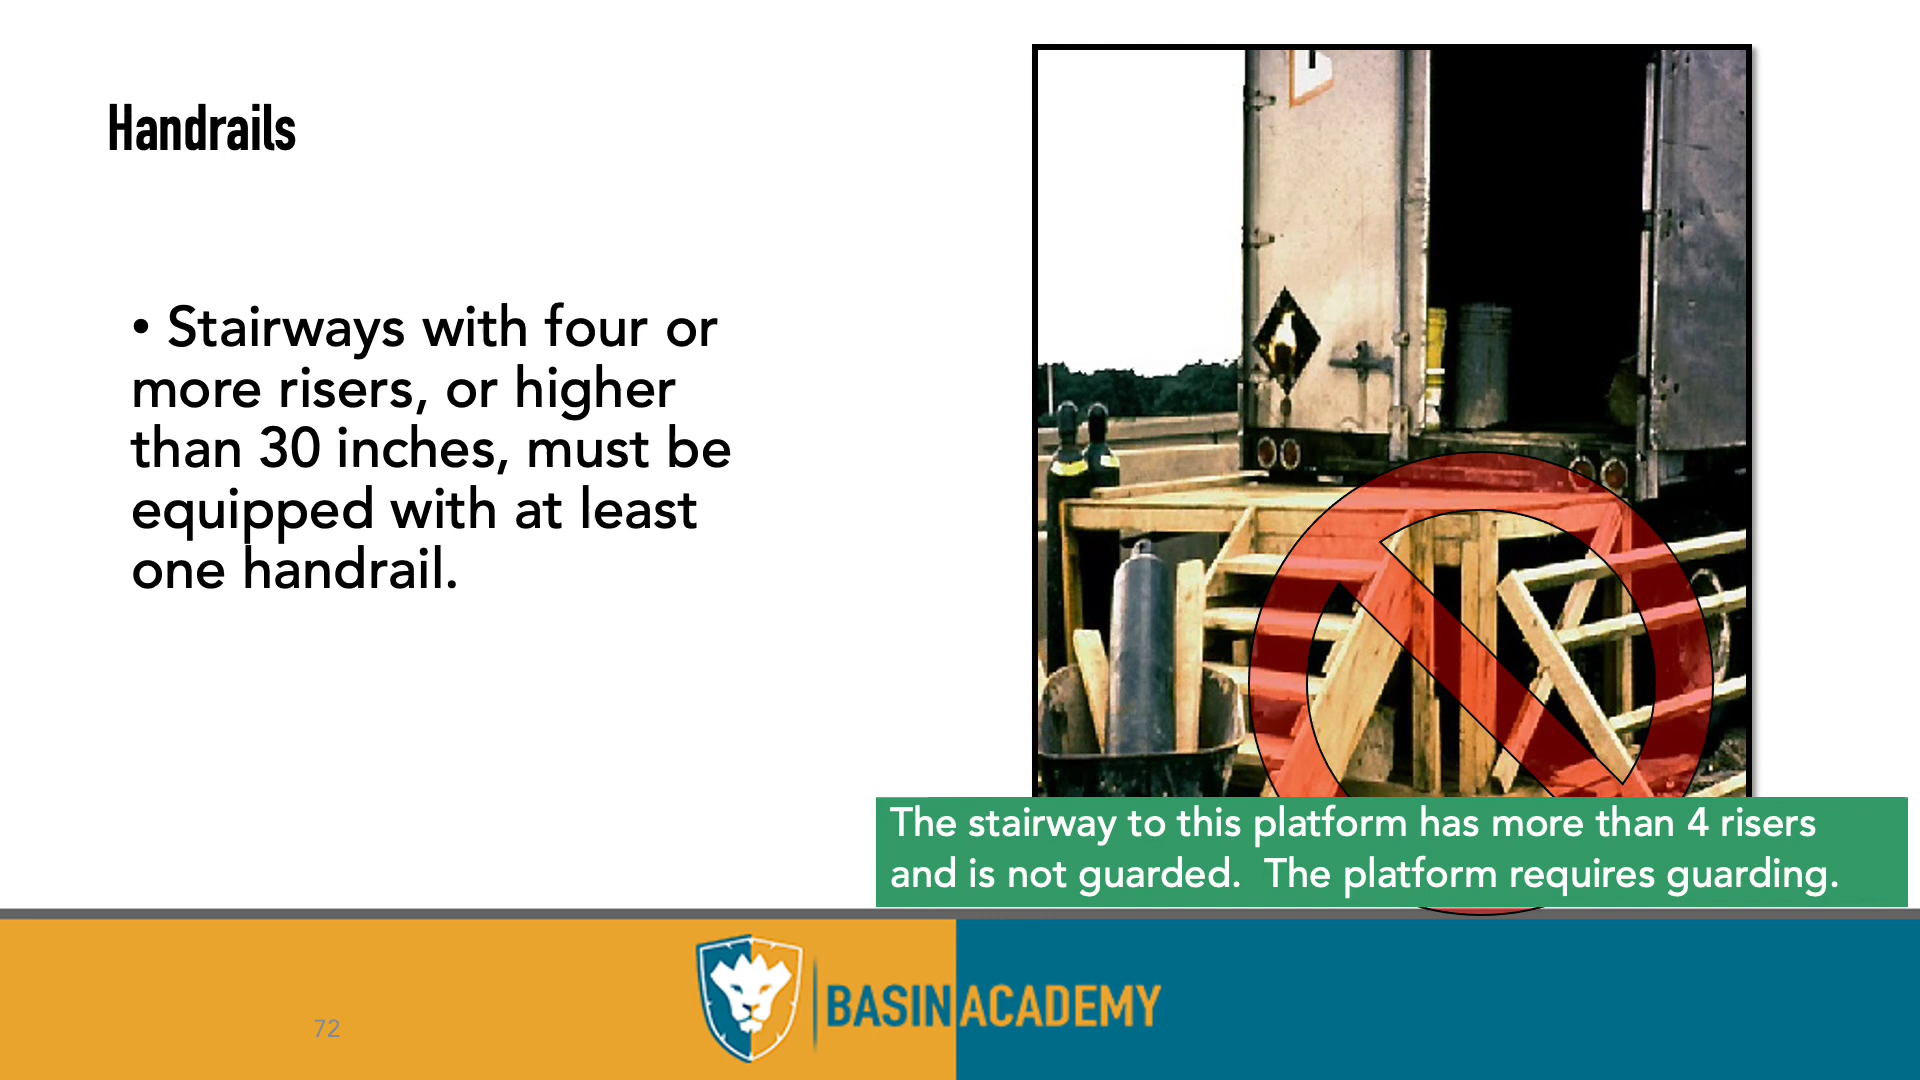 Handrails
• Stairways with four or
more risers, or higher
than 30 inches, must be
equipped with at least
one handrail.
The stairway to this platform has more than 4 risers
and is not guarded.  The platform requires guarding.
BASIN ACADEMY
72